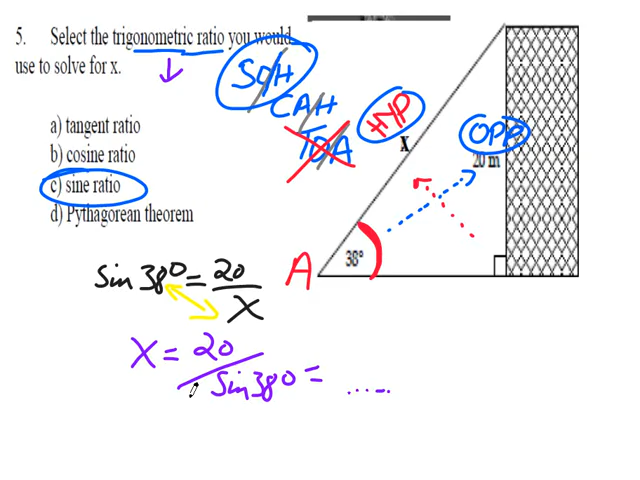 5. Select the trigonometric ratio you would
use to solve for x.
SOH
CAH
TOA
HYP
OPP
a) tangent ratio
b) cosine ratio
c) sine ratio
d) Pythagorean theorem
X
20 m
A
38°
sin 38° = 20
X
X = 20
sin 38° = .....